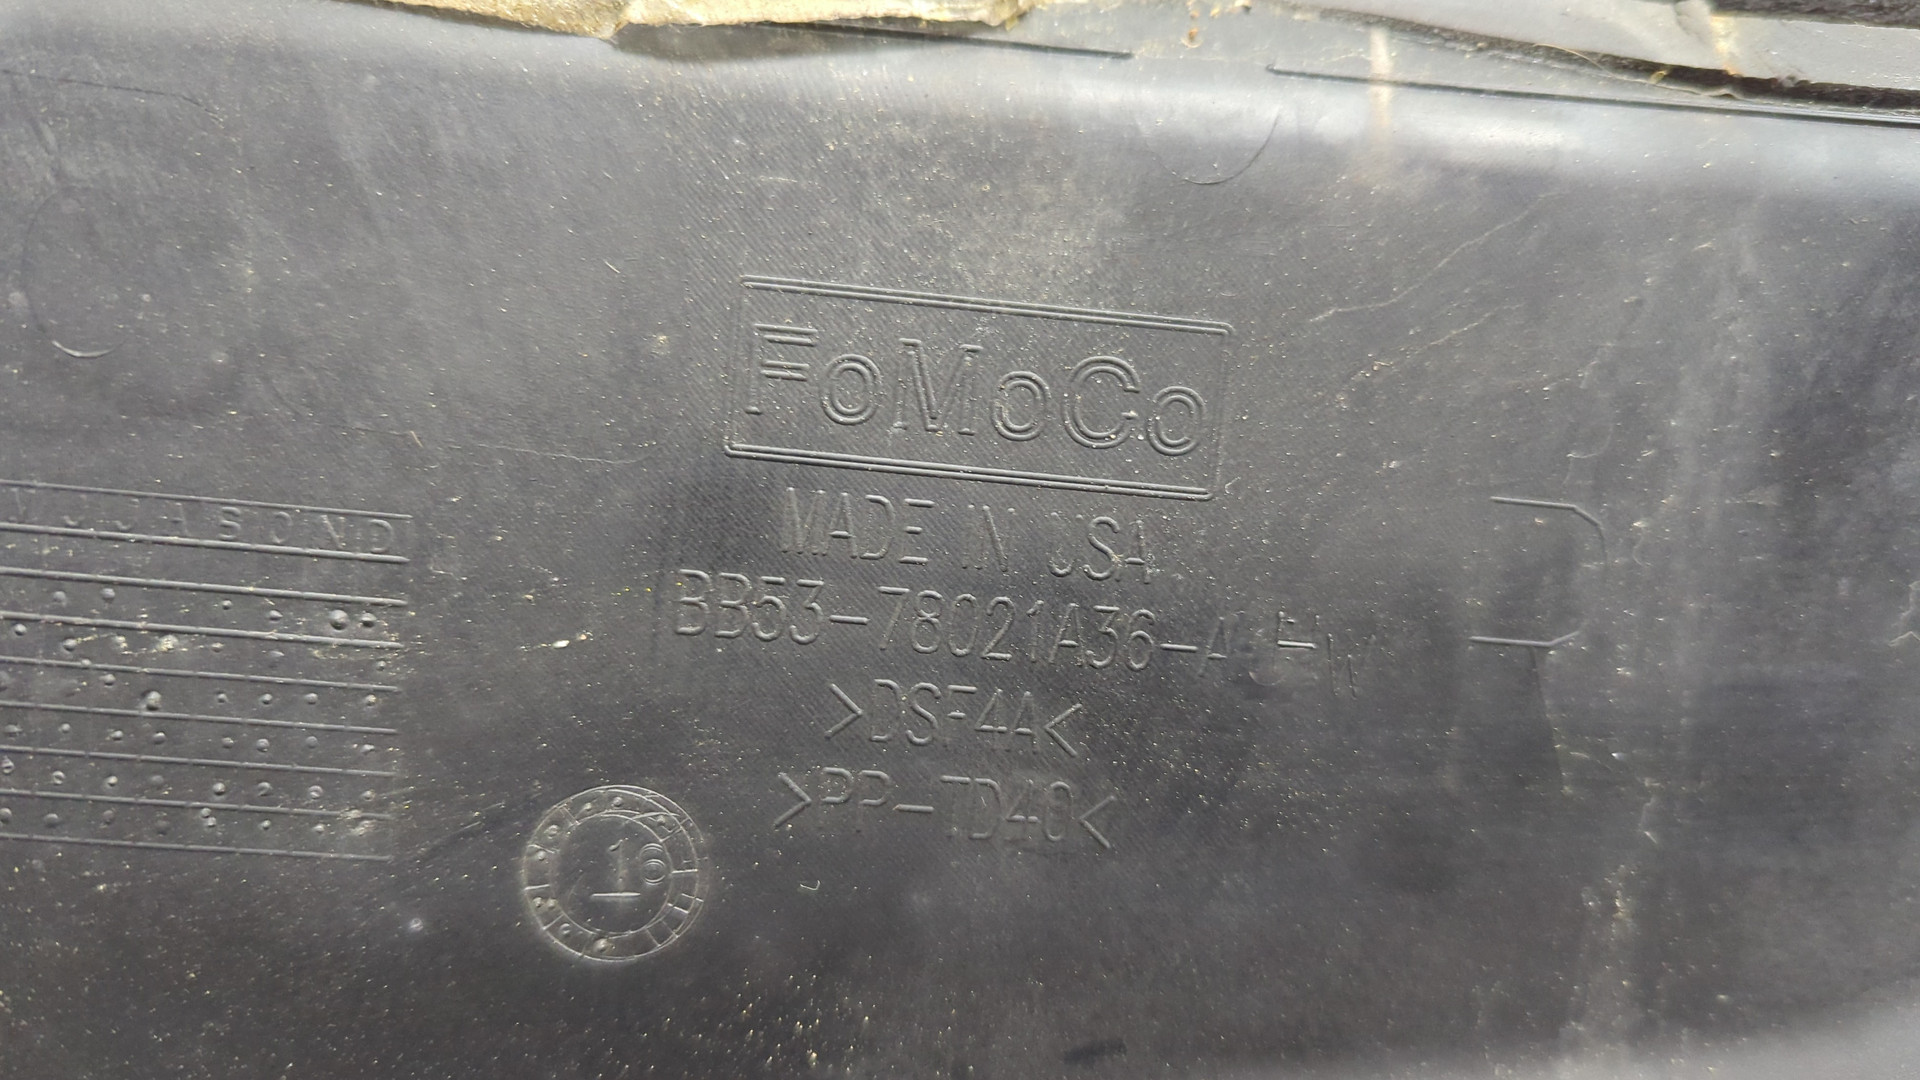 FoMoCo
MADE IN USA
BB53-78021A36-A
>DSF4A<
>PP-TD40<
J J A S O N D
16